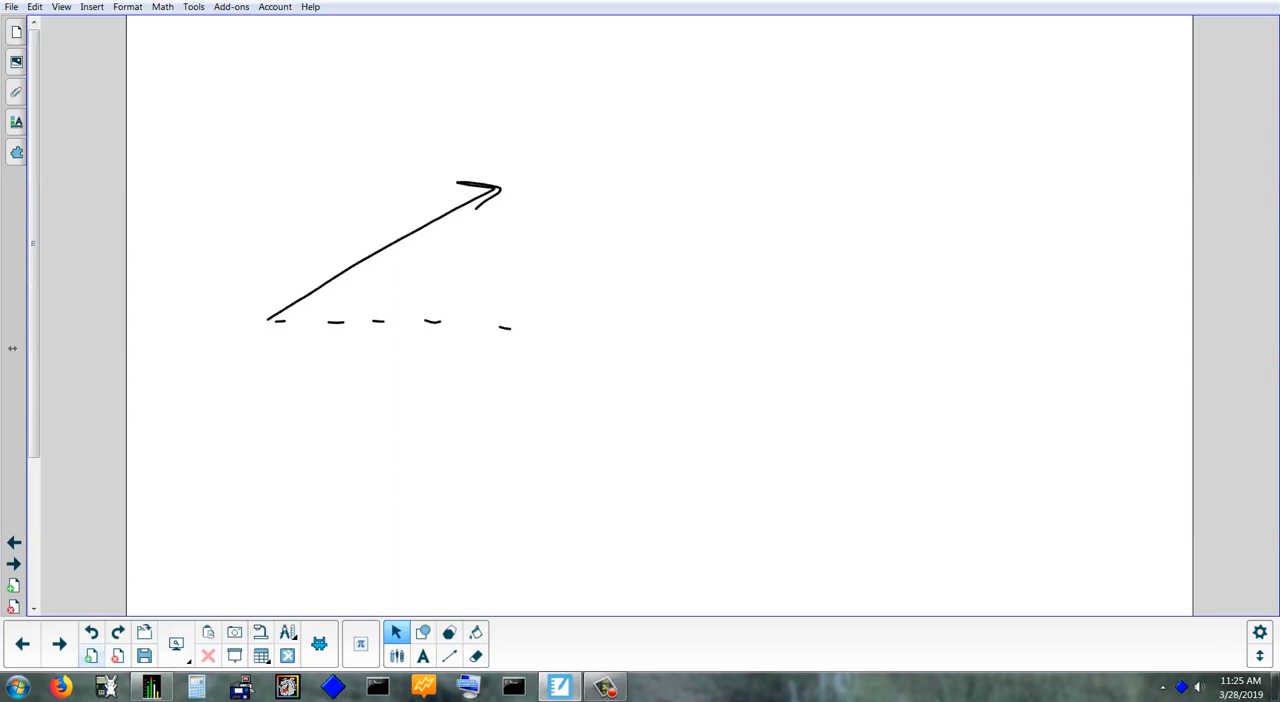 File Edit View Insert Format Math Tools Add-ons Account Help
A
π
A
11:25 AM
3/28/2019